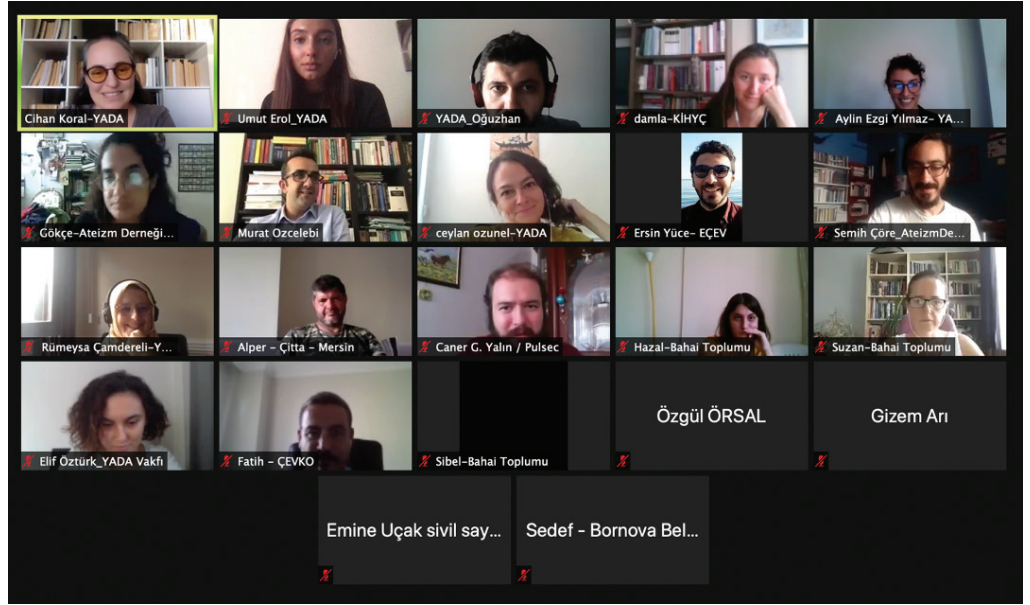 Cihan Koral-YADA
Umut Erol_YADA
YADA_Oğuzhan
damla-KİHYÇ
Aylin Ezgi Yılmaz- YA...
Gökçe-Ateizm Derneği...
Murat Ozcelebi
ceylan ozunel-YADA
Ersin Yüce- EÇEV
Semih Çöre_AteizmDe...
Rümeysa Çamdereli-Y...
Alper - Çitta - Mersin
Caner G. Yalın / Pulsec
Hazal-Bahai Toplumu
Suzan-Bahai Toplumu
Elif Öztürk_YADA Vakfı
Fatih - ÇEVKO
Sibel-Bahai Toplumu
Özgül ÖRSAL
Gizem Arı
Emine Uçak sivil say...
Sedef - Bornova Bel...